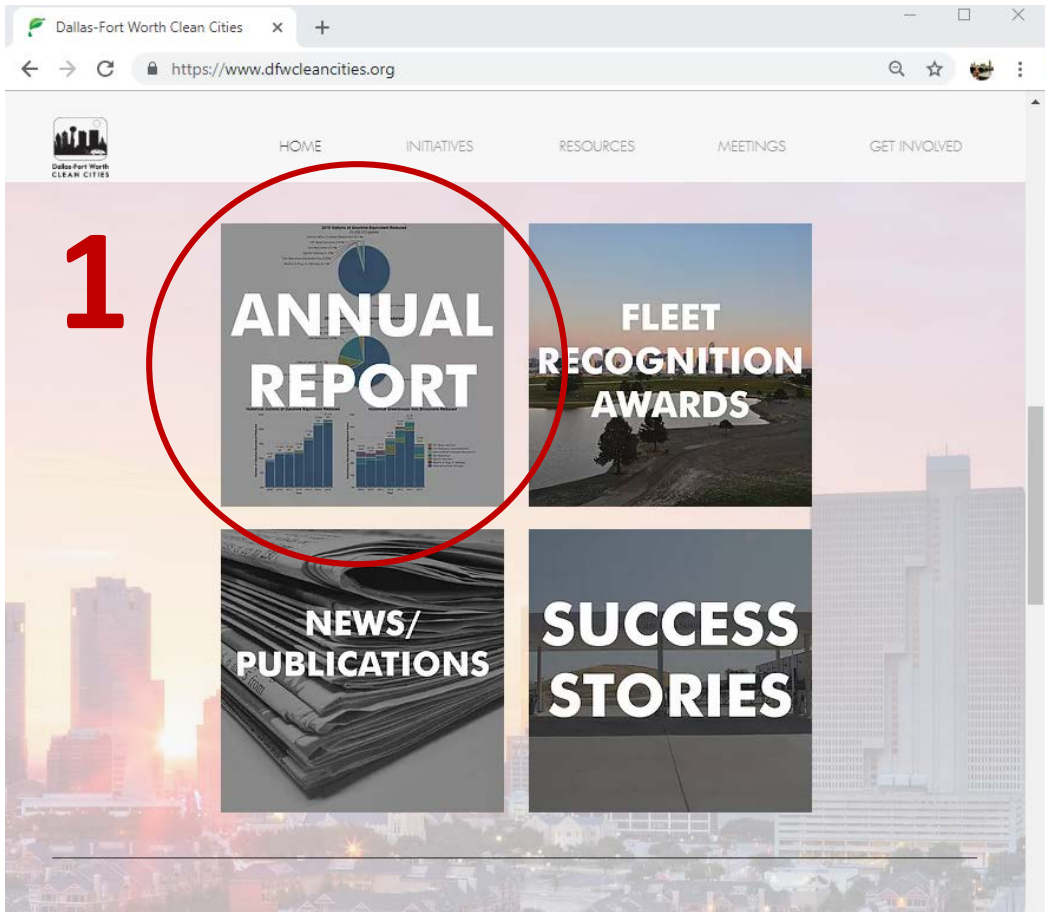 Dallas-Fort Worth Clean Cities
https://www.dfwcleancities.org
Dallas-Fort Worth
CLEAN CITIES
HOME
INITIATIVES
RESOURCES
MEETINGS
GET INVOLVED
1
ANNUAL
REPORT
FLEET
RECOGNITION
AWARDS
NEWS/
PUBLICATIONS
SUCCESS
STORIES